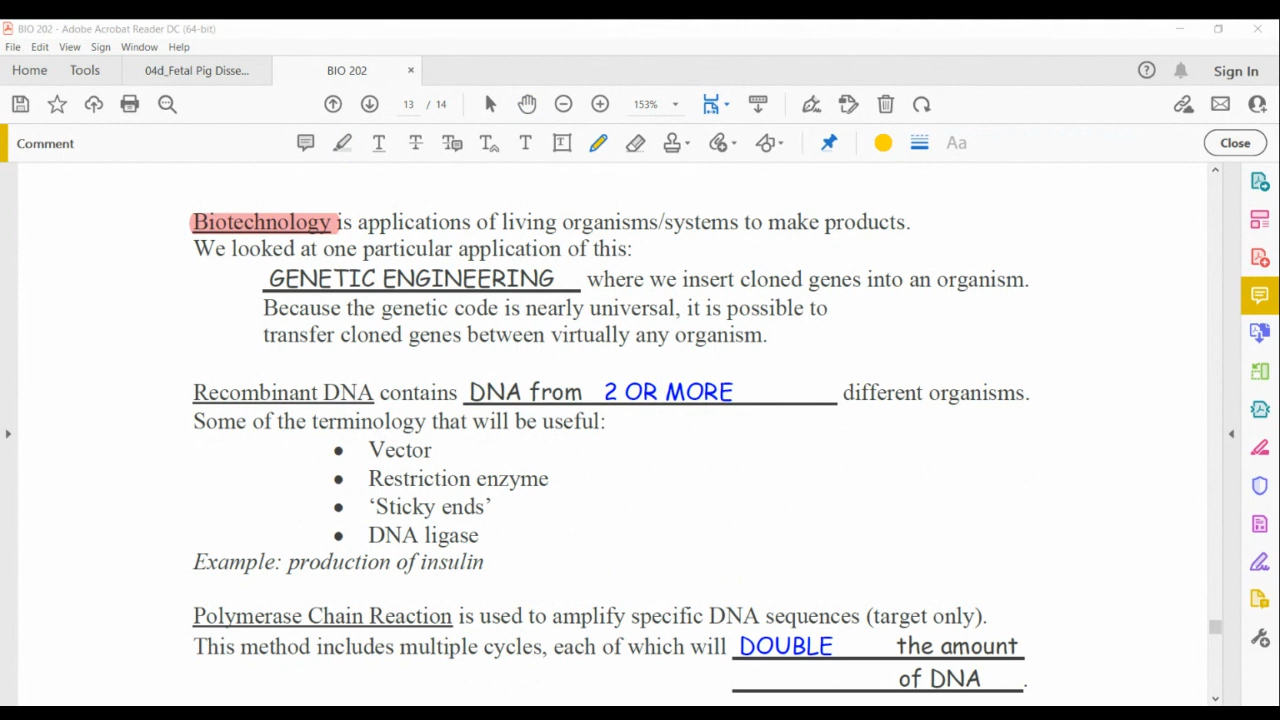 BIO 202 - Adobe Acrobat Reader DC (64-bit)
File Edit View Sign Window Help
Home Tools 04d_Fetal Pig Disse... BIO 202 × Sign In
13 / 14 153%
Comment Aa Close
Biotechnology is applications of living organisms/systems to make products.
We looked at one particular application of this:
GENETIC ENGINEERING where we insert cloned genes into an organism.
Because the genetic code is nearly universal, it is possible to
transfer cloned genes between virtually any organism.
Recombinant DNA contains DNA from 2 OR MORE different organisms.
Some of the terminology that will be useful:
• Vector
• Restriction enzyme
• ‘Sticky ends’
• DNA ligase
Example: production of insulin
Polymerase Chain Reaction is used to amplify specific DNA sequences (target only).
This method includes multiple cycles, each of which will DOUBLE the amount
of DNA.